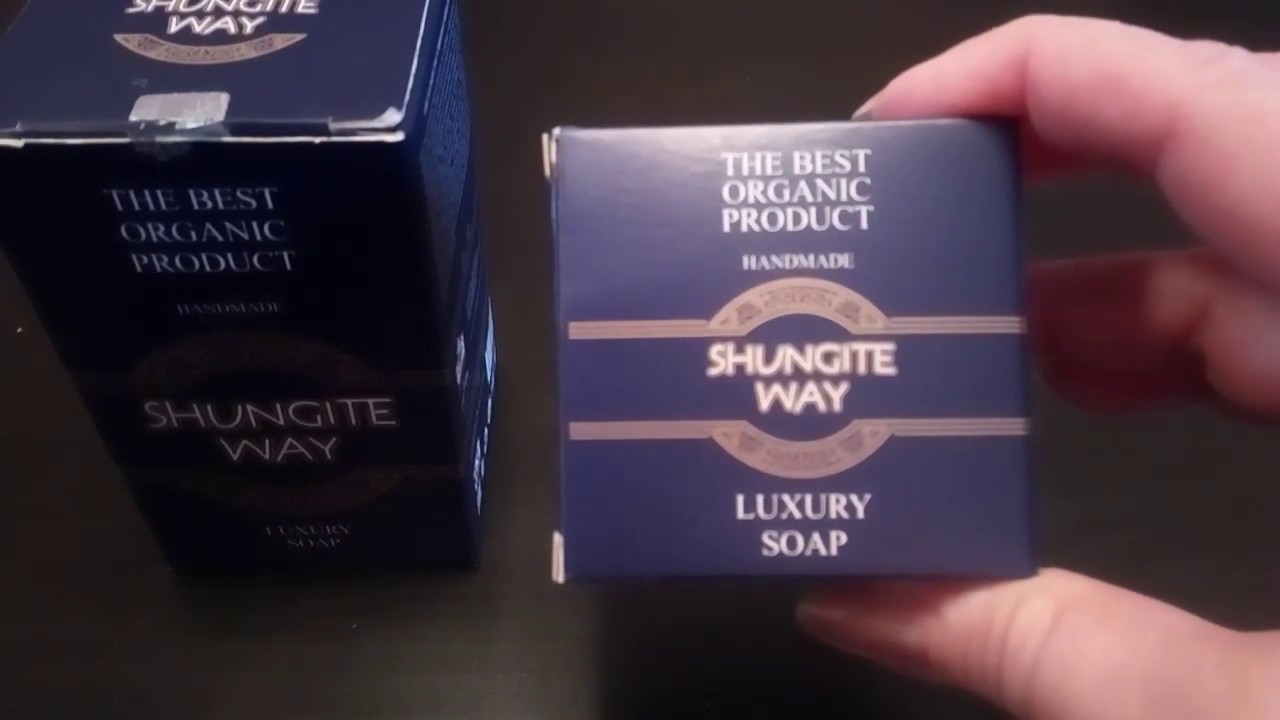 SHUNGITE
WAY
THE BEST
ORGANIC
PRODUCT
HANDMADE
SHUNGITE
WAY
LUXURY
SOAP
THE BEST
ORGANIC
PRODUCT
HANDMADE
SHUNGITE
WAY
LUXURY
SOAP